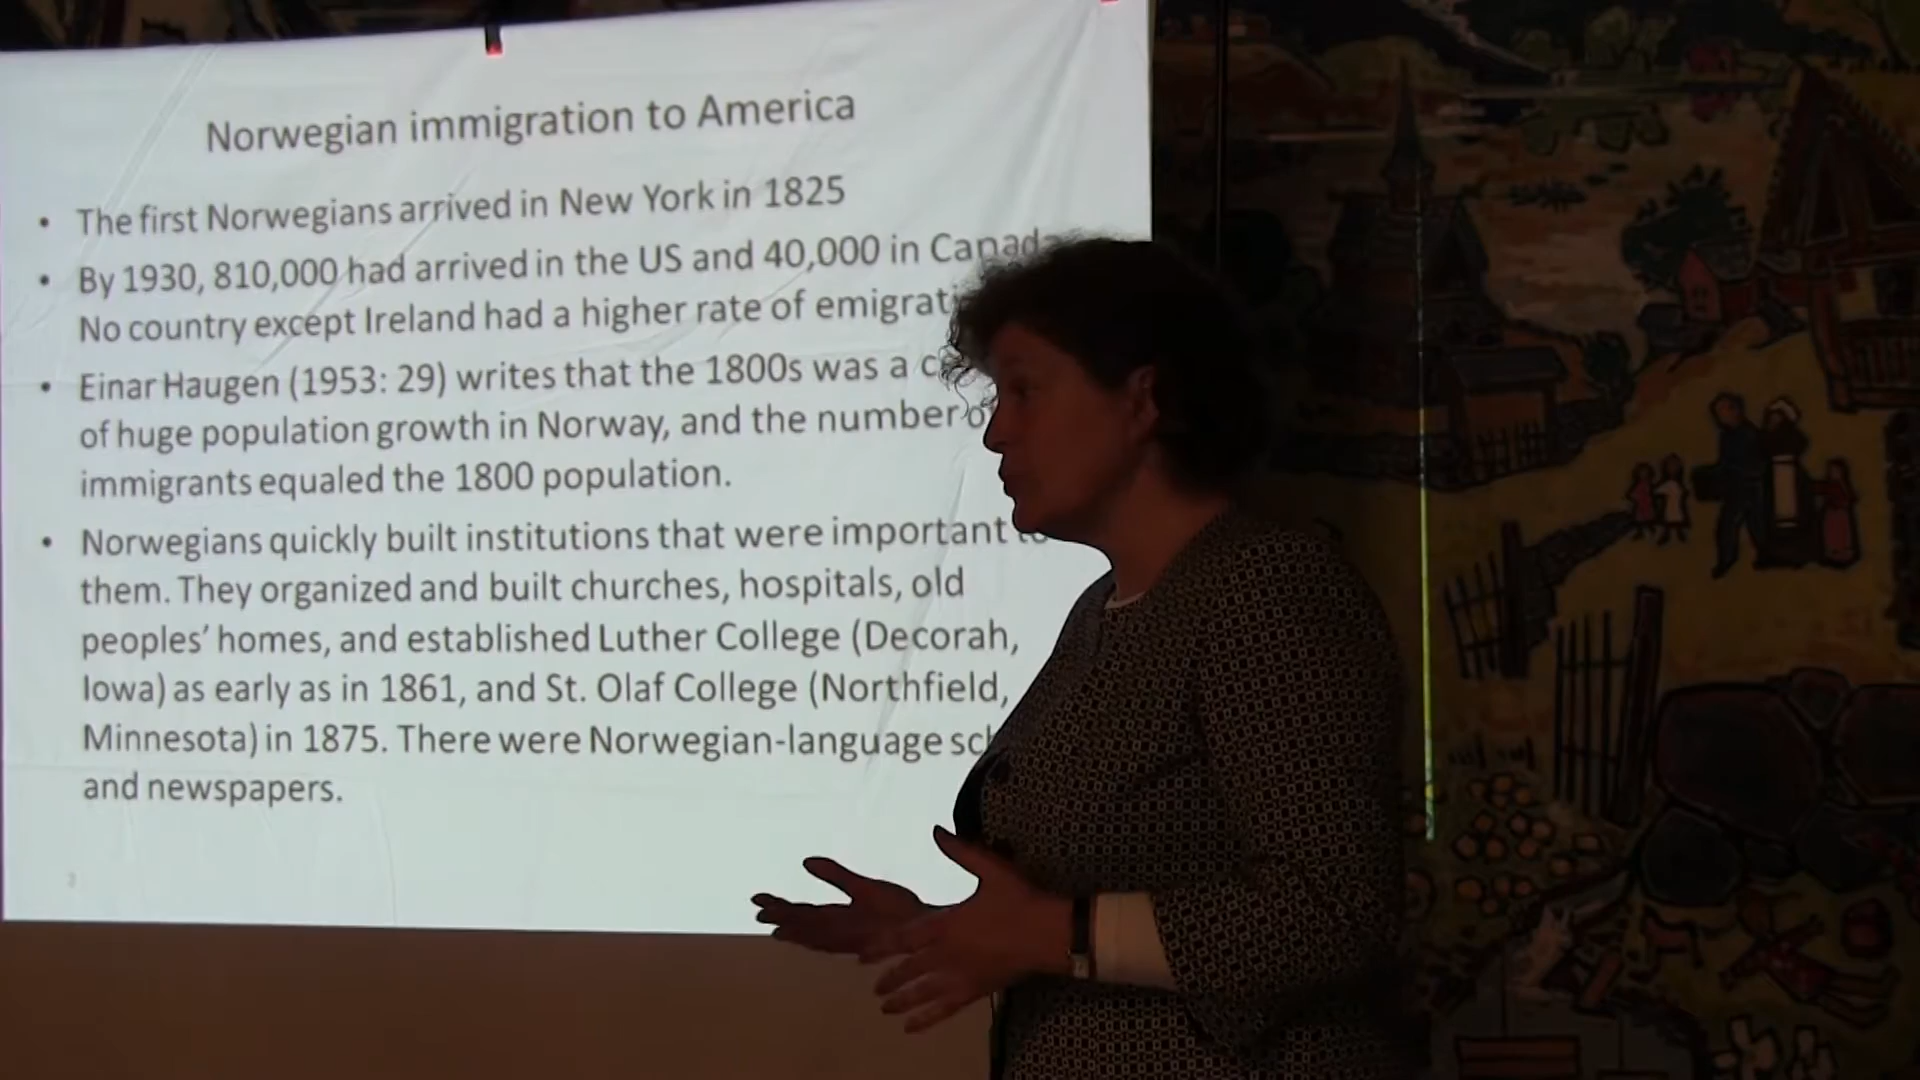 Norwegian immigration to America
• The first Norwegians arrived in New York in 1825
• By 1930, 810,000 had arrived in the US and 40,000 in Canada
No country except Ireland had a higher rate of
• Einar Haugen (1953: 29) writes that the 1800s was a
of huge population growth in Norway, and the number of
immigrants equaled the 1800 population.
• Norwegians quickly built institutions that were important to
them. They organized and built churches, hospitals, old
peoples’ homes, and established Luther College (Decorah,
Iowa) as early as in 1861, and St. Olaf College (Northfield,
Minnesota) in 1875. There were Norwegian-language
and newspapers.
2